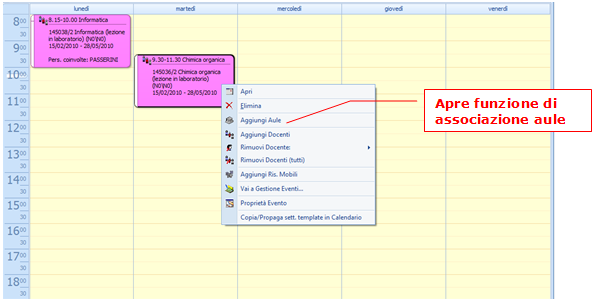 lunedì martedì mercoledì giovedì venerdì
8 00
30
9 00
30
10 00
30
11 00
30
12 00
30
13 00
30
14 00
30
15 00
30
16 00
30
17 00
30
18 00
30
8.15-10.00 Informatica
145038/2 Informatica (lezione
in laboratorio)
(N0\N0)
15/02/2010 - 28/05/2010
Pers. coinvolte: PASSERINI
9.30-11.30 Chimica organica
145036/2 Chimica organica
(lezione in laboratorio)
(N0\N0)
15/02/2010 - 28/05/2010
Apri
Elimina
Aggiungi Aule
Aggiungi Docenti
Rimuovi Docente:
Rimuovi Docenti (tutti)
Aggiungi Ris. Mobili
Vai a Gestione Eventi...
Proprietà Evento
Copia/Propaga sett. template in Calendario
Apre funzione di
associazione aule